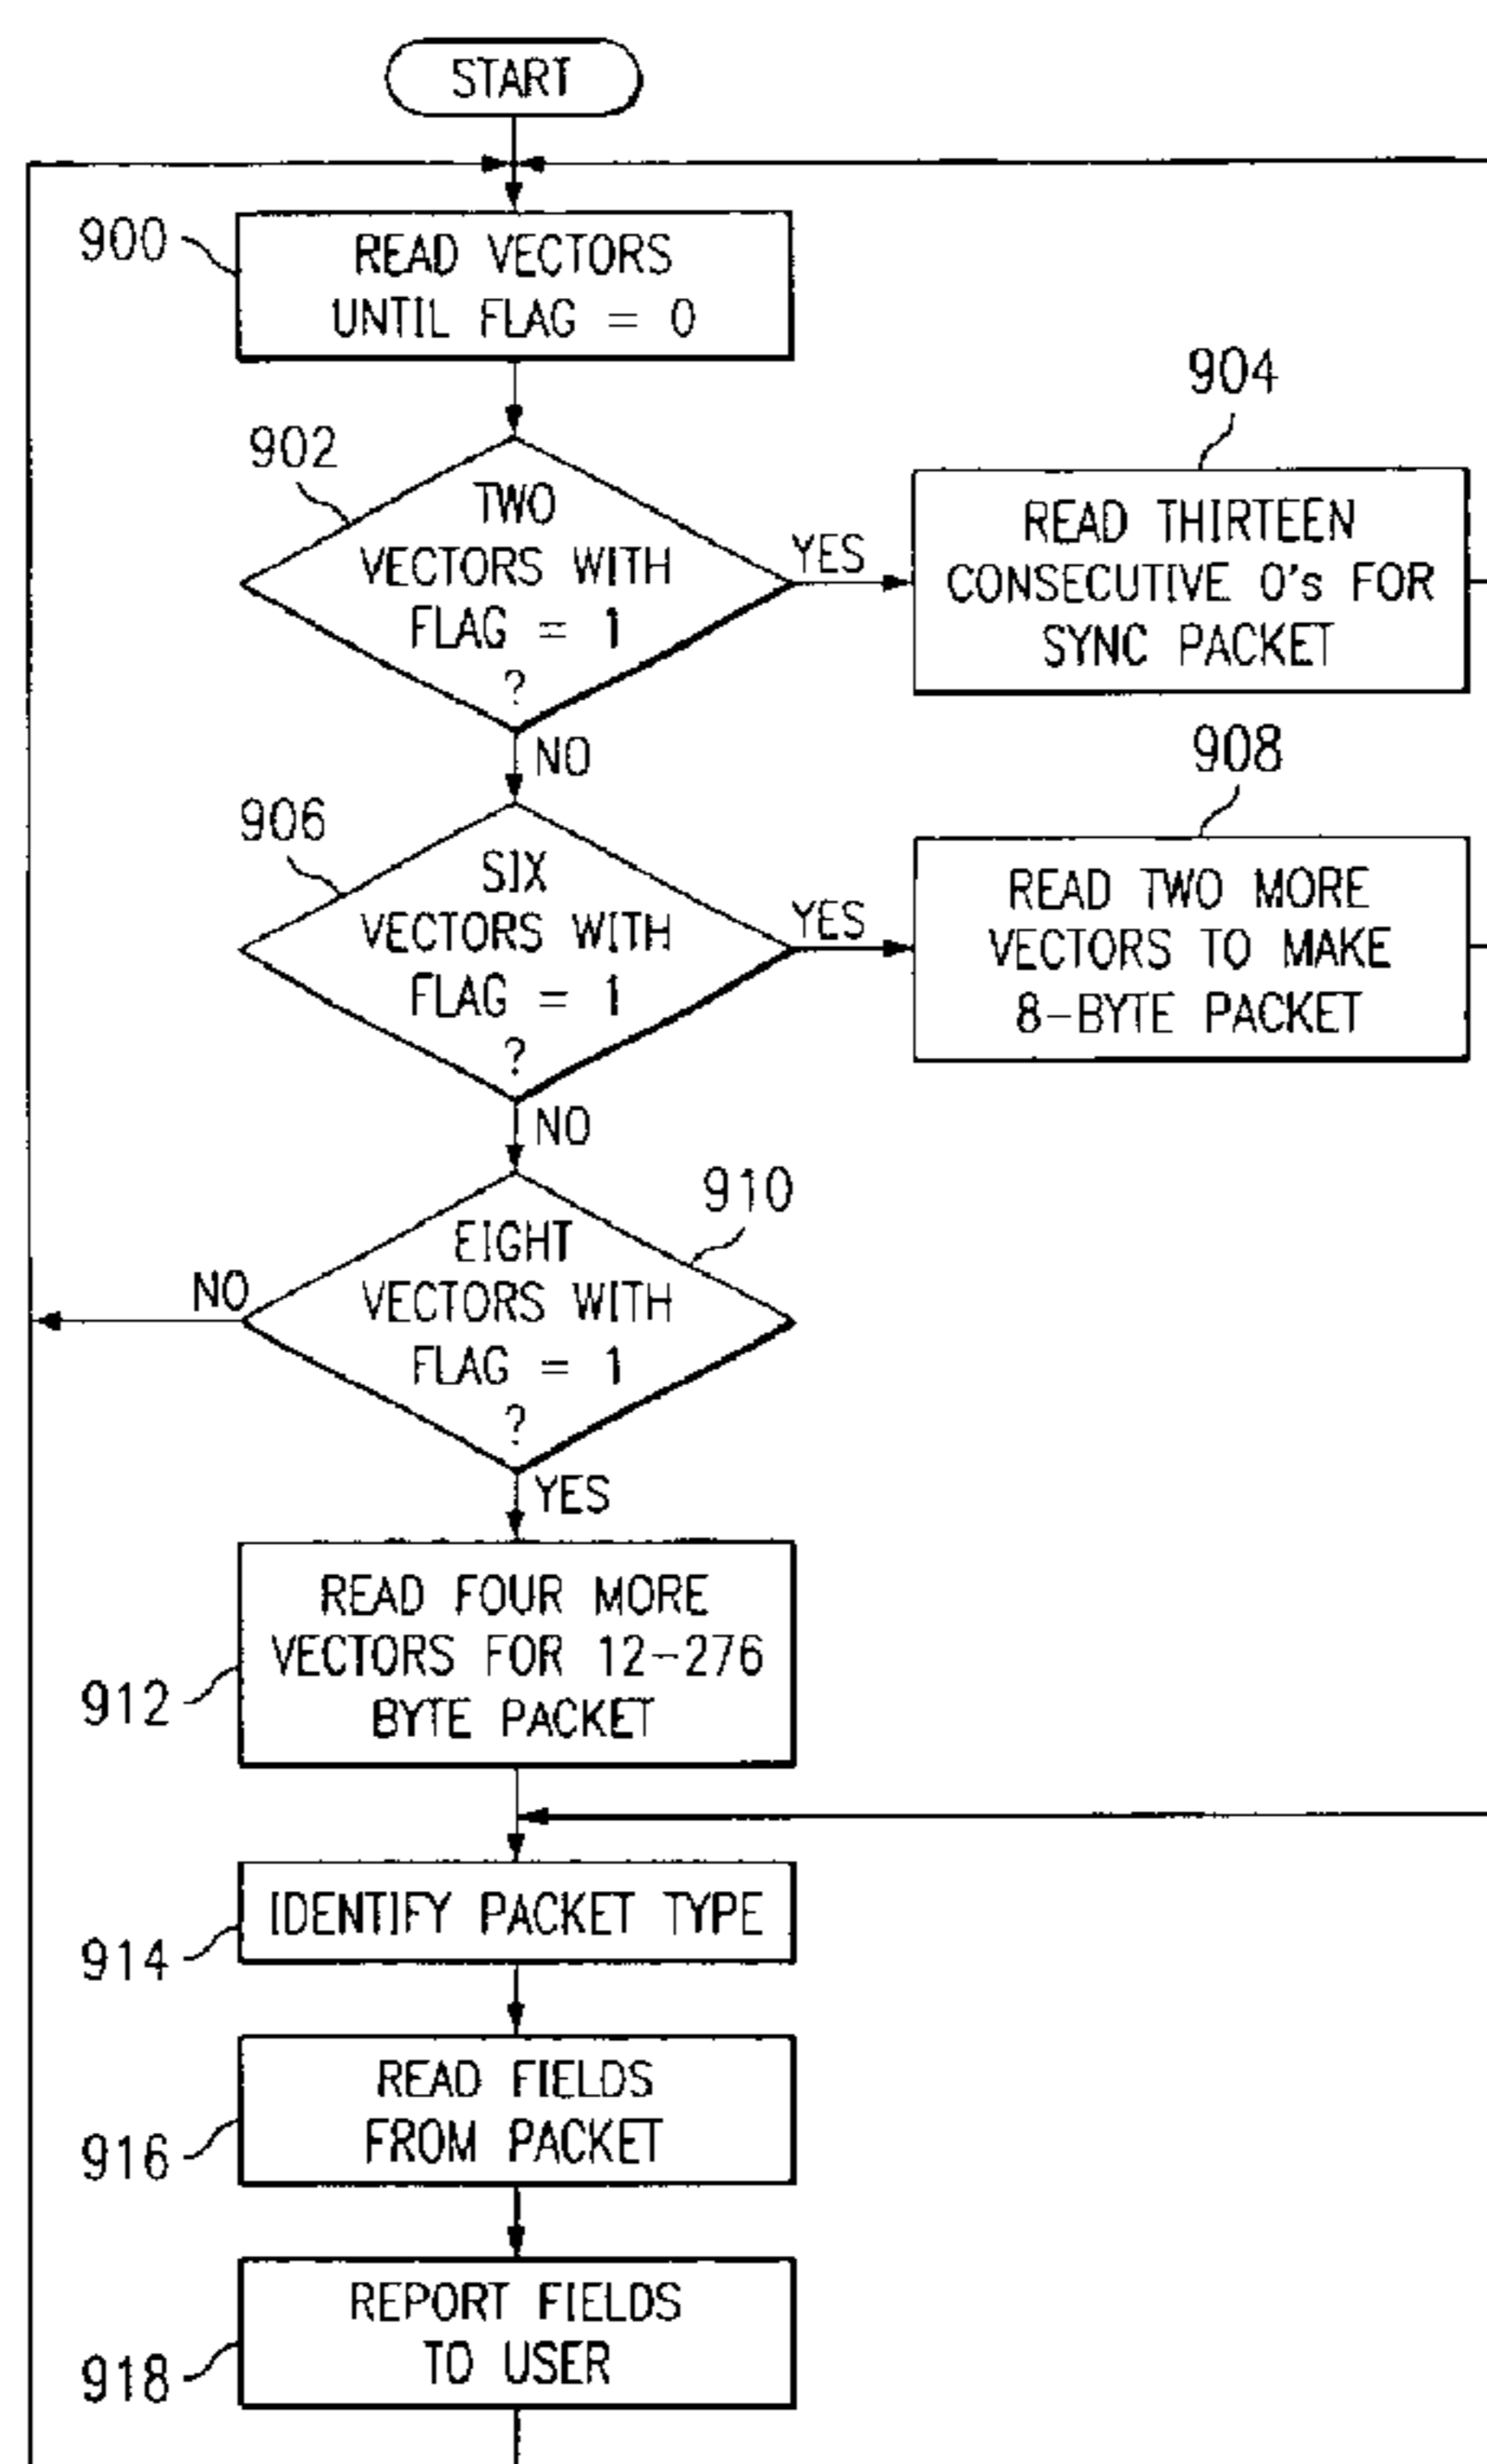 START
900
READ VECTORS
UNTIL FLAG = 0
902
TWO
VECTORS WITH
FLAG = 1
?
YES
904
READ THIRTEEN
CONSECUTIVE 0's FOR
SYNC PACKET
NO
906
SIX
VECTORS WITH
FLAG = 1
?
YES
908
READ TWO MORE
VECTORS TO MAKE
8-BYTE PACKET
NO
910
EIGHT
VECTORS WITH
FLAG = 1
?
NO
YES
912
READ FOUR MORE
VECTORS FOR 12-276
BYTE PACKET
914
IDENTIFY PACKET TYPE
916
READ FIELDS
FROM PACKET
918
REPORT FIELDS
TO USER